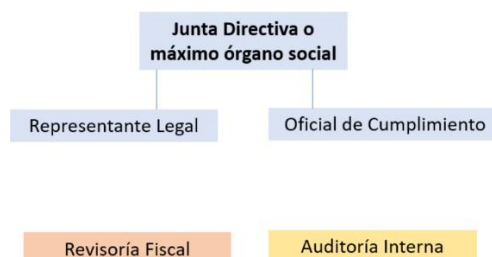 Junta Directiva o
máximo órgano social
Representante Legal
Oficial de Cumplimiento
Revisoría Fiscal
Auditoría Interna